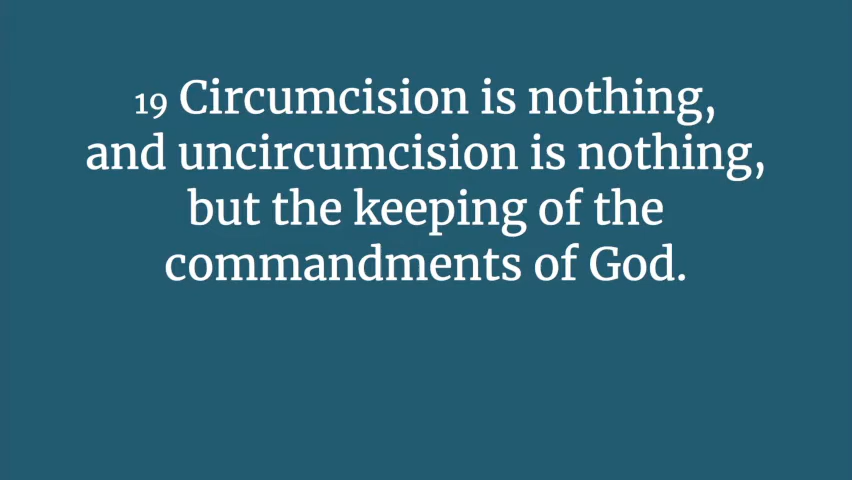 19 Circumcision is nothing,
and uncircumcision is nothing,
but the keeping of the
commandments of God.